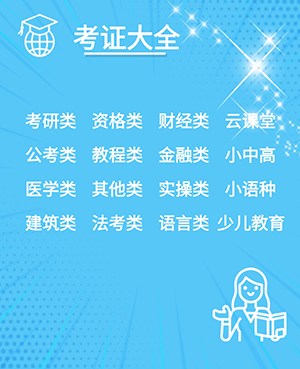 考证大全
考研类 资格类 财经类 云课堂
公考类 教程类 金融类 小中高
医学类 其他类 实操类 小语种
建筑类 法考类 语言类 少儿教育